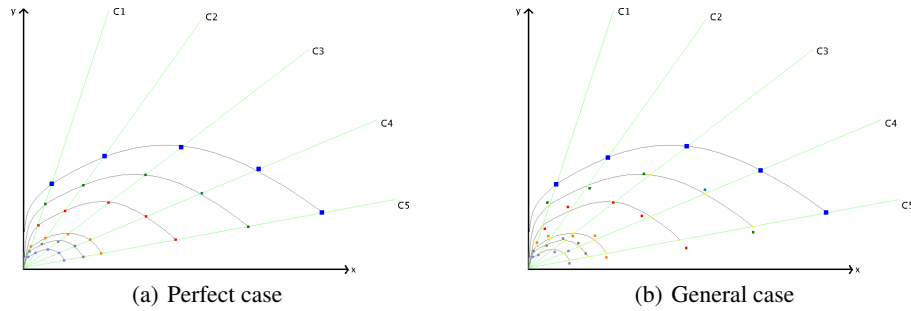 y
C1
C2
C3
C4
C5
x
(a) Perfect case
y
C1
C2
C3
C4
C5
x
(b) General case